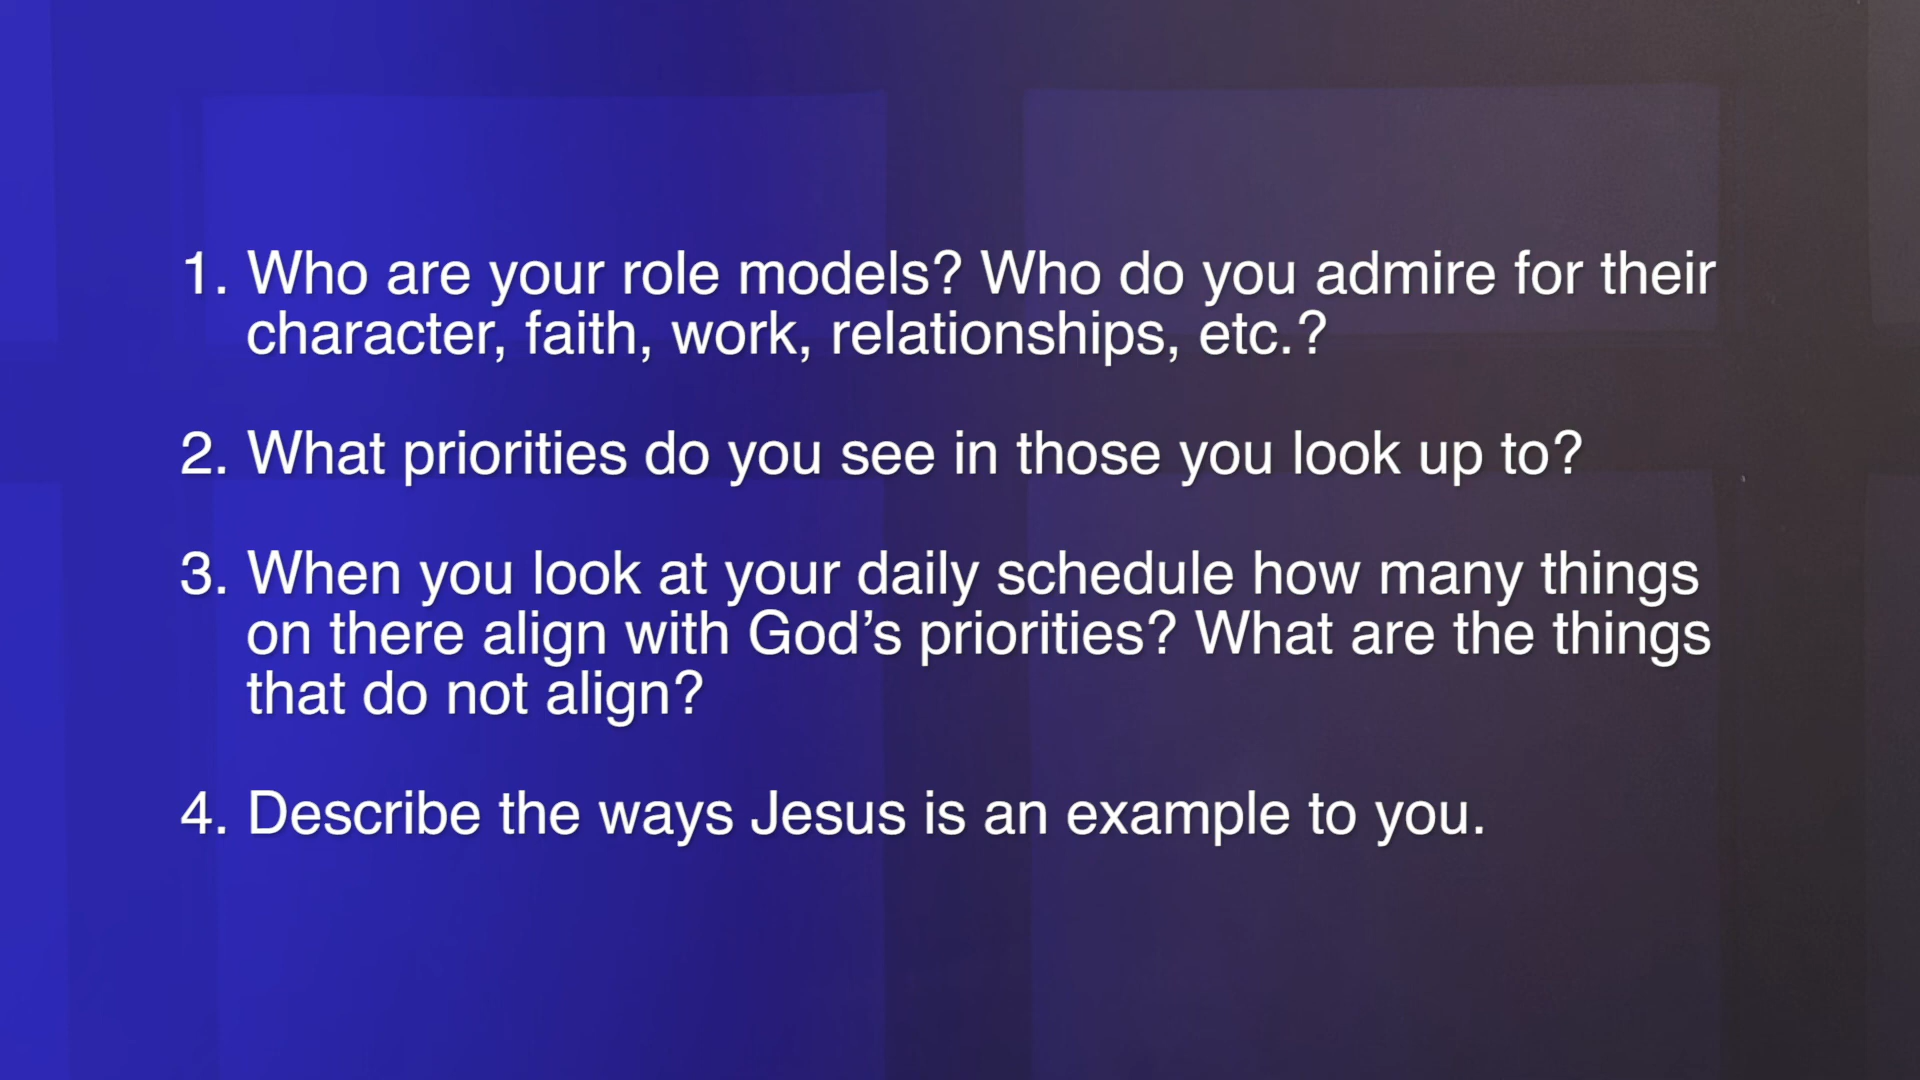 1. Who are your role models? Who do you admire for their
character, faith, work, relationships, etc.?
2. What priorities do you see in those you look up to?
3. When you look at your daily schedule how many things
on there align with God’s priorities? What are the things
that do not align?
4. Describe the ways Jesus is an example to you.